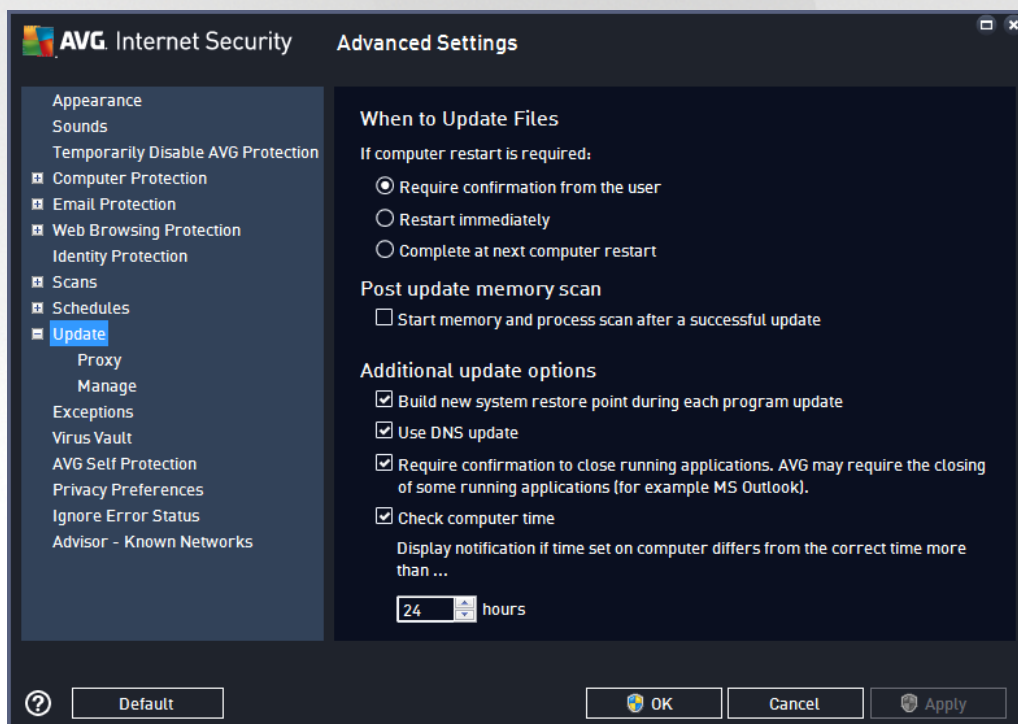 AVG. Internet Security
Advanced Settings
Appearance
Sounds
Temporarily Disable AVG Protection
Computer Protection
Email Protection
Web Browsing Protection
Identity Protection
Scans
Schedules
Update
Proxy
Manage
Exceptions
Virus Vault
AVG Self Protection
Privacy Preferences
Ignore Error Status
Advisor - Known Networks
When to Update Files
If computer restart is required:
Require confirmation from the user
Restart immediately
Complete at next computer restart
Post update memory scan
Start memory and process scan after a successful update
Additional update options
Build new system restore point during each program update
Use DNS update
Require confirmation to close running applications. AVG may require the closing
of some running applications (for example MS Outlook).
Check computer time
Display notification if time set on computer differs from the correct time more
than ...
24 hours
? Default
OK
Cancel
Apply